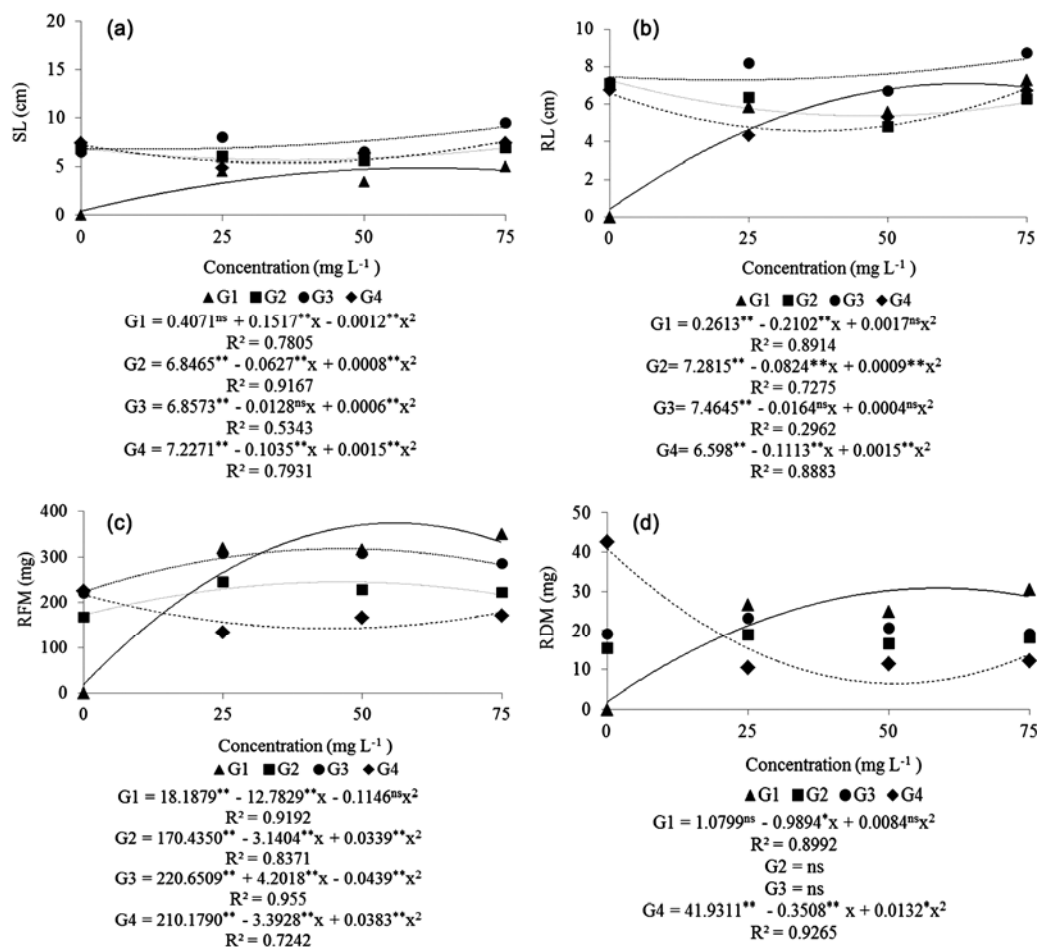 (a)
SL (cm)
20
15
10
5
0
0 25 50 75
Concentration (mg L⁻¹ )
▲G1 ■G2 ●G3 ◆G4
G1 = 0.4071ⁿˢ + 0.1517**x - 0.0012**x²
R² = 0.7805
G2 = 6.8465** - 0.0627**x + 0.0008**x²
R² = 0.9167
G3 = 6.8573** - 0.0128ⁿˢx + 0.0006**x²
R² = 0.5343
G4 = 7.2271** - 0.1035**x + 0.0015**x²
R² = 0.7931
(b)
RL (cm)
10
8
6
4
2
0
0 25 50 75
Concentration (mg L⁻¹ )
▲G1 ■G2 ●G3 ◆G4
G1 = 0.2613** - 0.2102**x + 0.0017ⁿˢx²
R² = 0.8914
G2= 7.2815** - 0.0824**x + 0.0009**x²
R² = 0.7275
G3= 7.4645** - 0.0164ⁿˢx + 0.0004ⁿˢx²
R² = 0.2962
G4= 6.598** - 0.1113**x + 0.0015**x²
R² = 0.8883
(c)
RFM (mg)
400
300
200
100
0
0 25 50 75
Concentration (mg L⁻¹ )
▲G1 ■G2 ●G3 ◆G4
G1 = 18.1879** - 12.7829**x - 0.1146ⁿˢx²
R² = 0.9192
G2 = 170.4350** - 3.1404**x + 0.0339**x²
R² = 0.8371
G3 = 220.6509** + 4.2018**x - 0.0439**x²
R² = 0.955
G4 = 210.1790** - 3.3928**x + 0.0383**x²
R² = 0.7242
(d)
RDM (mg)
50
40
30
20
10
0
0 25 50 75
Concentration (mg L⁻¹ )
▲G1 ■G2 ●G3 ◆G4
G1 = 1.0799ⁿˢ - 0.9894*x + 0.0084ⁿˢx²
R² = 0.8992
G2 = ns
G3 = ns
G4 = 41.9311** - 0.3508** x + 0.0132*x²
R² = 0.9265